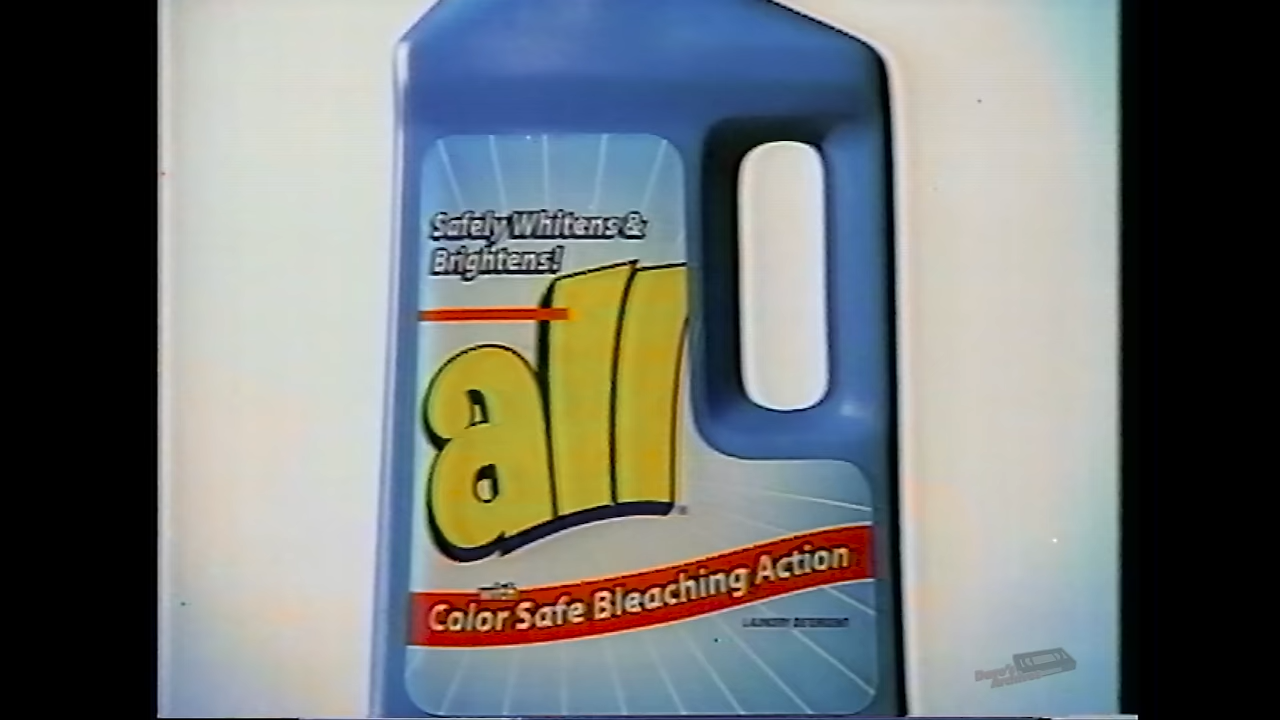 Safely Whitens &
Brightens!
all
with
Color Safe Bleaching Action
LAUNDRY DETERGENT